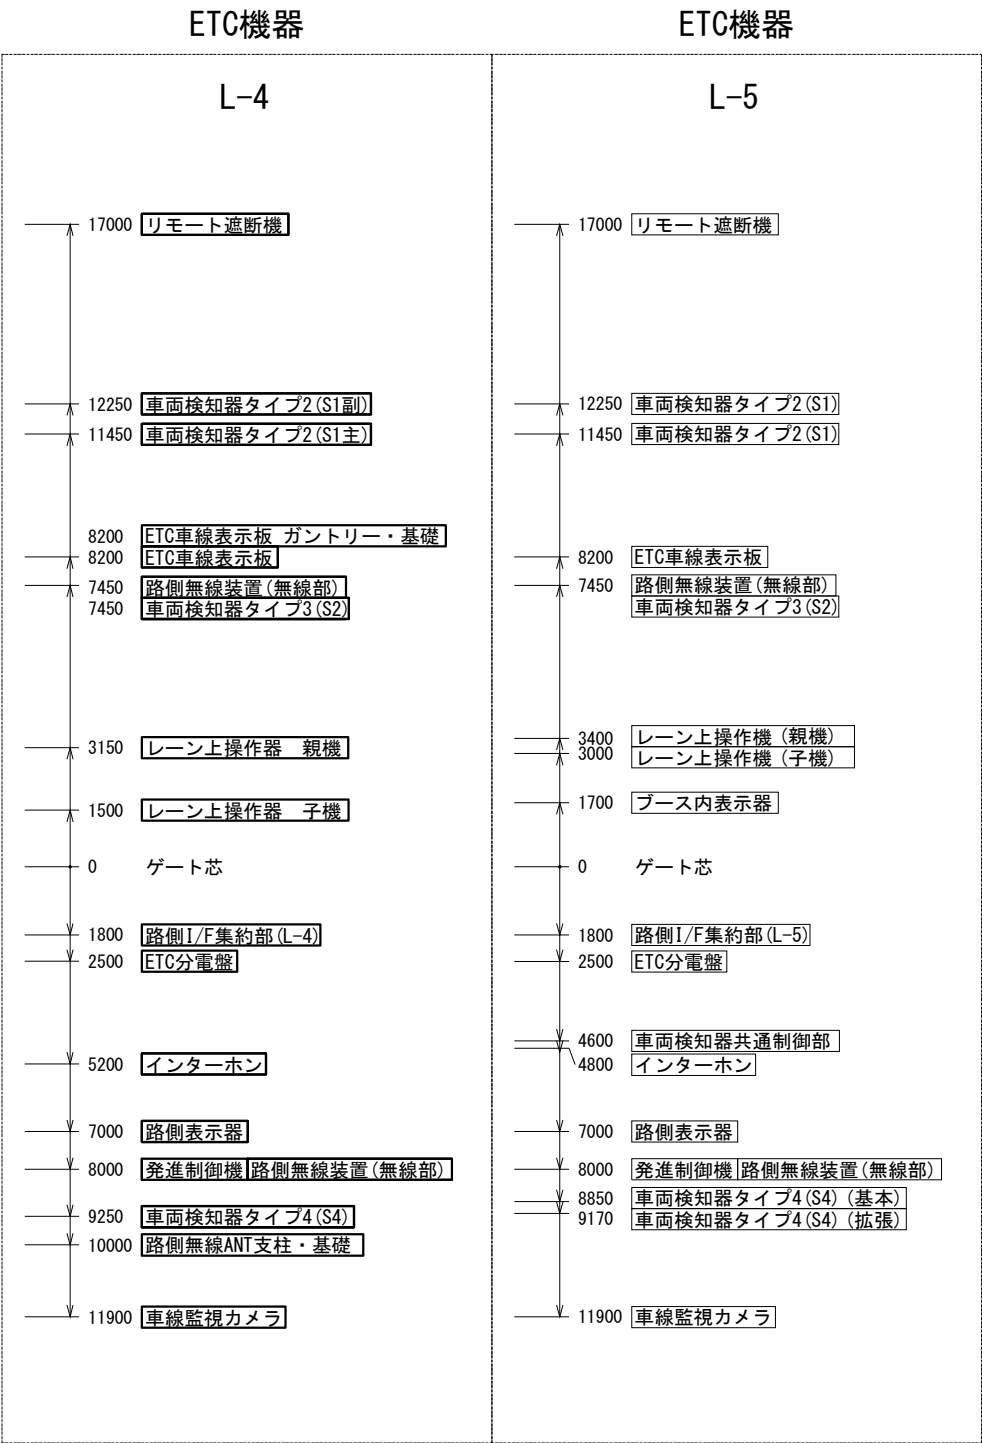 ETC機器
L-4
17000 リモート遮断機
12250 車両検知器タイプ2(S1副)
11450 車両検知器タイプ2(S1主)
8200 ETC車線表示板 ガントリー・基礎
8200 ETC車線表示板
7450 路側無線装置(無線部)
7450 車両検知器タイプ3(S2)
3150 レーン上操作器 親機
1500 レーン上操作器 子機
0 ゲート芯
1800 路側I/F集約部(L-4)
2500 ETC分電盤
5200 インターホン
7000 路側表示器
8000 発進制御機 路側無線装置(無線部)
9250 車両検知器タイプ4(S4)
10000 路側無線ANT支柱・基礎
11900 車線監視カメラ
ETC機器
L-5
17000 リモート遮断機
12250 車両検知器タイプ2(S1)
11450 車両検知器タイプ2(S1)
8200 ETC車線表示板
7450 路側無線装置(無線部)
車両検知器タイプ3(S2)
3400 レーン上操作機(親機)
3000 レーン上操作機(子機)
1700 ブース内表示器
0 ゲート芯
1800 路側I/F集約部(L-5)
2500 ETC分電盤
4600 車両検知器共通制御部
4800 インターホン
7000 路側表示器
8000 発進制御機 路側無線装置(無線部)
8850 車両検知器タイプ4(S4)(基本)
9170 車両検知器タイプ4(S4)(拡張)
11900 車線監視カメラ